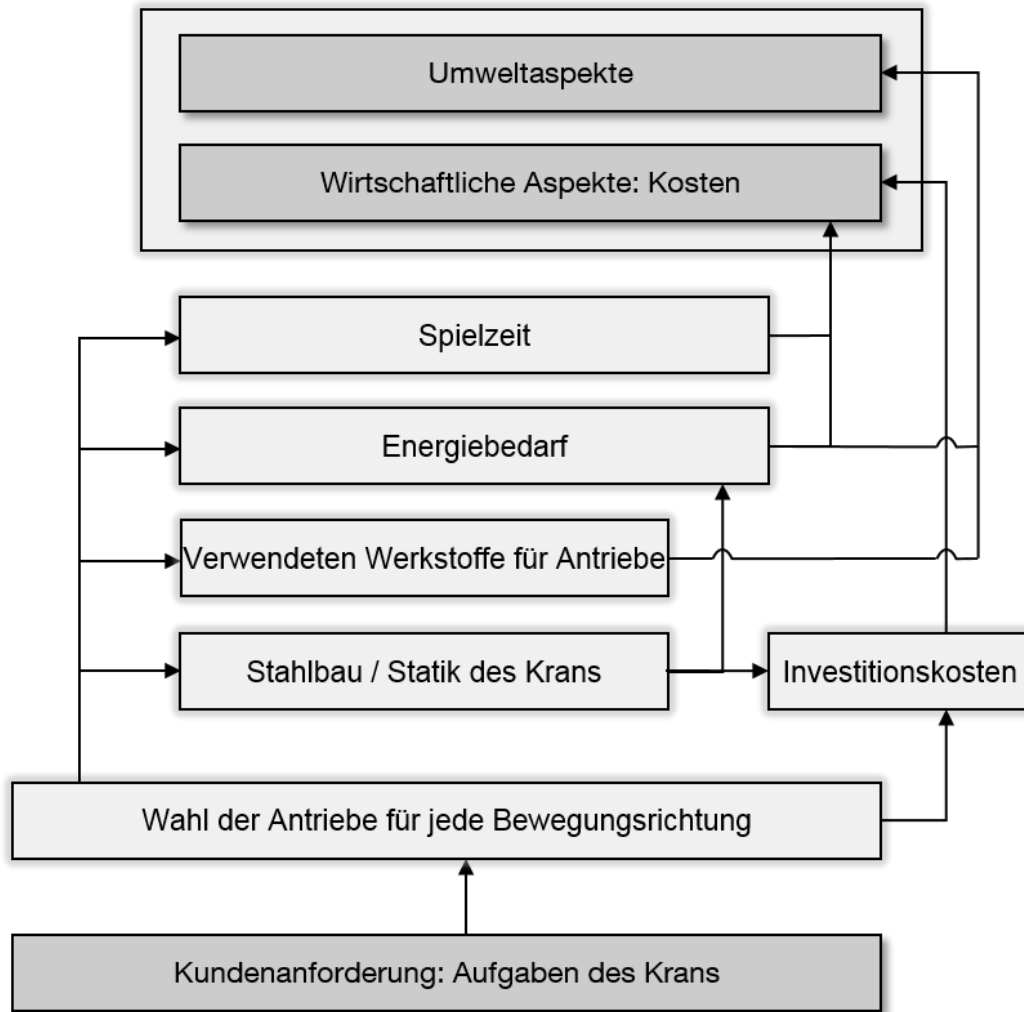 Umweltaspekte
Wirtschaftliche Aspekte: Kosten
Spielzeit
Energiebedarf
Verwendeten Werkstoffe für Antriebe
Stahlbau / Statik des Krans
Investitionskosten
Wahl der Antriebe für jede Bewegungsrichtung
Kundenanforderung: Aufgaben des Krans